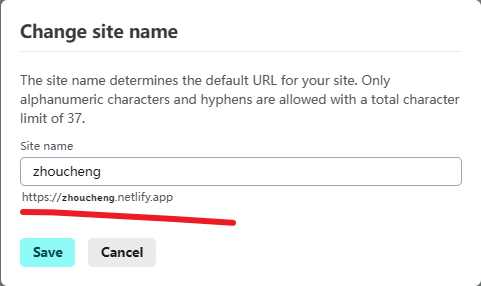 Change site name
The site name determines the default URL for your site. Only
alphanumeric characters and hyphens are allowed with a total character
limit of 37.
Site name
zhoucheng
https://zhoucheng.netlify.app
Save Cancel